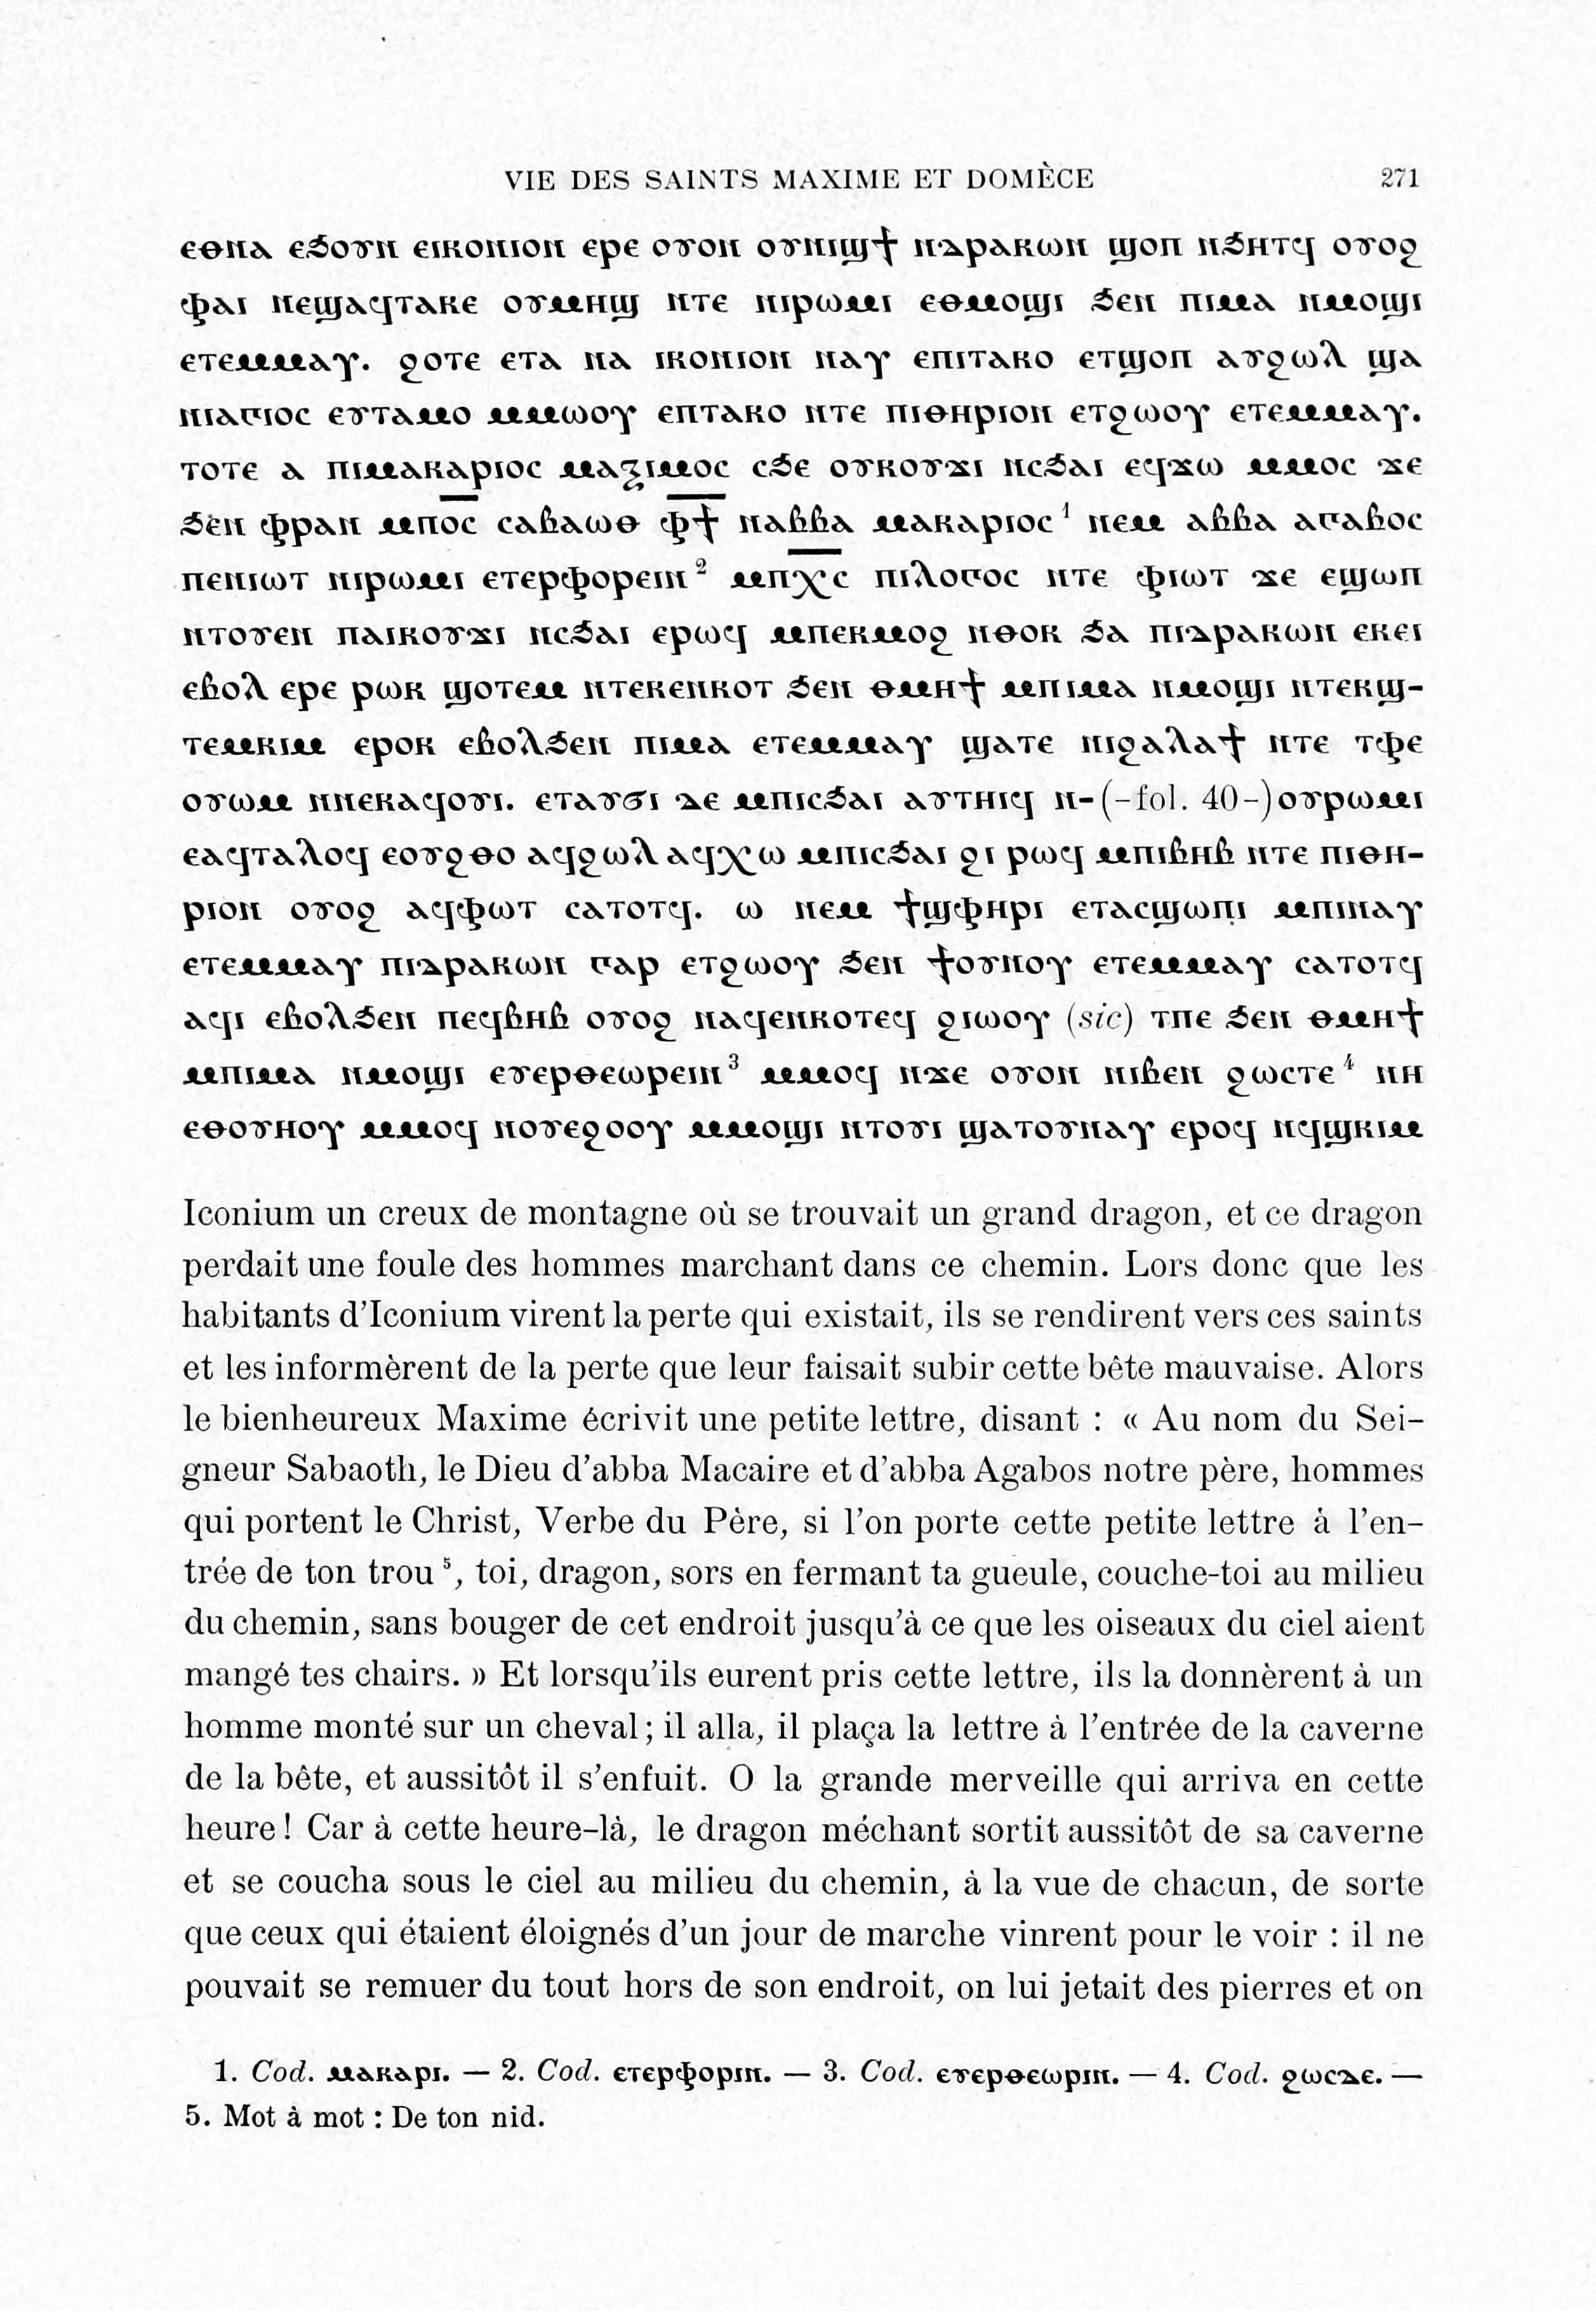 VIE DES SAINTS MAXIME ET DOMÈCE 271
ⲉⲑⲛⲁ ⲉϧⲟⲩⲛ ⲉⲓⲕⲟⲛⲓⲟⲛ ⲉⲣⲉ ⲟⲩⲟⲛ ⲟⲩⲛⲓϣϯ ⲛⲇⲣⲁⲕⲱⲛ ϣⲟⲡ ⲛϧⲏⲧϥ ⲟⲩⲟϩ
ⲫⲁⲓ ⲛⲉϣⲁϥⲧⲁⲕⲉ ⲟⲩⲙⲏϣ ⲛⲧⲉ ⲛⲓⲣⲱⲙⲓ ⲉⲑⲙⲟϣⲓ ϧⲉⲛ ⲡⲓⲙⲁ ⲛⲙⲟϣⲓ
ⲉⲧⲉⲙⲙⲁⲩ. ϩⲟⲧⲉ ⲉⲧⲁ ⲛⲁ ⲓⲕⲟⲛⲓⲟⲛ ⲛⲁⲩ ⲉⲡⲓⲧⲁⲕⲟ ⲉⲧϣⲟⲡ ⲁⲩϩⲱⲗ ϣⲁ
ⲛⲓⲁⲅⲓⲟⲥ ⲉⲩⲧⲁⲙⲟ ⲙⲙⲱⲟⲩ ⲉⲡⲧⲁⲕⲟ ⲛⲧⲉ ⲡⲓⲑⲏⲣⲓⲟⲛ ⲉⲧϩⲱⲟⲩ ⲉⲧⲉⲙⲙⲁⲩ.
ⲧⲟⲧⲉ ⲁ ⲡⲓⲙⲁⲕⲁⲣⲓⲟⲥ ⲙⲁⲝⲓⲙⲟⲥ ⲥϧⲉ ⲟⲩⲕⲟⲩϫⲓ ⲛⲥϧⲁⲓ ⲉϥϫⲱ ⲙⲙⲟⲥ ϫⲉ
ϧⲉⲛ ⲫⲣⲁⲛ ⲙⲡⲟ̅ⲥ̅ ⲥⲁⲃⲁⲱⲑ ⲫ̅ϯ̅ ⲛⲁⲃⲃⲁ ⲙⲁⲕⲁⲣⲓⲟⲥ¹ ⲛⲉⲙ ⲁⲃⲃⲁ ⲁⲅⲁⲃⲟⲥ
ⲡⲉⲛⲓⲱⲧ ⲛⲓⲣⲱⲙⲓ ⲉⲧⲉⲣⲫⲟⲣⲉⲓⲛ² ⲙⲡⲭ̅ⲥ̅ ⲡⲓⲗⲟⲅⲟⲥ ⲛⲧⲉ ⲫⲓⲱⲧ ϫⲉ ⲉϣⲱⲡ
ⲛⲧⲟⲩⲉⲛ ⲡⲁⲓⲕⲟⲩϫⲓ ⲛⲥϧⲁⲓ ⲉⲣⲱϥ ⲙⲡⲉⲕⲙⲟϩ ⲛⲑⲟⲕ ϧⲁ ⲡⲓⲇⲣⲁⲕⲱⲛ ⲉⲕⲉⲓ
ⲉⲃⲟⲗ ⲉⲣⲉ ⲣⲱⲕ ϣⲟⲧⲉⲙ ⲛⲧⲉⲕⲉⲛⲕⲟⲧ ϧⲉⲛ ⲑⲙⲏϯ ⲙⲡⲓⲙⲁ ⲛⲙⲟϣⲓ ⲛⲧⲉⲕϣ-
ⲧⲉⲙⲕⲓⲙ ⲉⲣⲟⲕ ⲉⲃⲟⲗϧⲉⲛ ⲡⲓⲙⲁ ⲉⲧⲉⲙⲙⲁⲩ ϣⲁⲧⲉ ⲛⲓϩⲁⲗⲁϯ ⲛⲧⲉ ⲧⲫⲉ
ⲟⲩⲱⲙ ⲛⲛⲉⲕⲁϥⲟⲩⲓ. ⲉⲧⲁⲩϭⲓ ⲇⲉ ⲙⲡⲓⲥϧⲁⲓ ⲁⲩⲧⲏⲓϥ ⲛ-(-fol. 40-)ⲟⲩⲣⲱⲙⲓ
ⲉⲁϥⲧⲁⲗⲟϥ ⲉⲟⲩϩⲑⲟ ⲁϥϩⲱⲗ ⲁϥⲭⲱ ⲙⲡⲓⲥϧⲁⲓ ϩⲓ ⲣⲱϥ ⲙⲡⲓⲃⲏⲃ ⲛⲧⲉ ⲡⲓⲑⲏ-
ⲣⲓⲟⲛ ⲟⲩⲟϩ ⲁϥⲫⲱⲧ ⲥⲁⲧⲟⲧϥ. ⲱ ⲛⲉⲙ ϯϣⲫⲏⲣⲓ ⲉⲧⲁⲥϣⲱⲡⲓ ⲙⲡⲓⲛⲁⲩ
ⲉⲧⲉⲙⲙⲁⲩ ⲡⲓⲇⲣⲁⲕⲱⲛ ⲅⲁⲣ ⲉⲧϩⲱⲟⲩ ϧⲉⲛ ϯⲟⲩⲛⲟⲩ ⲉⲧⲉⲙⲙⲁⲩ ⲥⲁⲧⲟⲧϥ
ⲁϥⲓ ⲉⲃⲟⲗϧⲉⲛ ⲡⲉϥⲃⲏⲃ ⲟⲩⲟϩ ⲛⲁϥⲉⲛⲕⲟⲧⲉϥ ϩⲓⲱⲟⲩ (sic) ⲧⲡⲉ ϧⲉⲛ ⲑⲙⲏϯ
ⲙⲡⲓⲙⲁ ⲛⲙⲟϣⲓ ⲉⲩⲉⲣⲑⲉⲱⲣⲉⲓⲛ³ ⲙⲙⲟϥ ⲛϫⲉ ⲟⲩⲟⲛ ⲛⲓⲃⲉⲛ ϩⲱⲥⲧⲉ⁴ ⲛⲏ
ⲉⲑⲟⲩⲏⲟⲩ ⲙⲙⲟϥ ⲛⲟⲩⲉϩⲟⲟⲩ ⲙⲙⲟϣⲓ ⲛⲧⲟⲩⲓ ϣⲁⲧⲟⲩⲛⲁⲩ ⲉⲣⲟϥ ⲛϥϣⲕⲓⲙ
Iconium un creux de montagne où se trouvait un grand dragon, et ce dragon
perdait une foule des hommes marchant dans ce chemin. Lors donc que les
habitants d'Iconium virent la perte qui existait, ils se rendirent vers ces saints
et les informèrent de la perte que leur faisait subir cette bête mauvaise. Alors
le bienheureux Maxime écrivit une petite lettre, disant : « Au nom du Sei-
gneur Sabaoth, le Dieu d'abba Macaire et d'abba Agabos notre père, hommes
qui portent le Christ, Verbe du Père, si l'on porte cette petite lettre à l'en-
trée de ton trou⁵, toi, dragon, sors en fermant ta gueule, couche-toi au milieu
du chemin, sans bouger de cet endroit jusqu'à ce que les oiseaux du ciel aient
mangé tes chairs. » Et lorsqu'ils eurent pris cette lettre, ils la donnèrent à un
homme monté sur un cheval; il alla, il plaça la lettre à l'entrée de la caverne
de la bête, et aussitôt il s'enfuit. O la grande merveille qui arriva en cette
heure! Car à cette heure-là, le dragon méchant sortit aussitôt de sa caverne
et se coucha sous le ciel au milieu du chemin, à la vue de chacun, de sorte
que ceux qui étaient éloignés d'un jour de marche vinrent pour le voir : il ne
pouvait se remuer du tout hors de son endroit, on lui jetait des pierres et on
1. Cod. ⲙⲁⲕⲁⲣⲓ. — 2. Cod. ⲉⲧⲉⲣⲫⲟⲣⲓⲛ. — 3. Cod. ⲉⲩⲉⲣⲑⲉⲱⲣⲓⲛ. — 4. Cod. ϩⲱⲥⲇⲉ. —
5. Mot à mot : De ton nid.